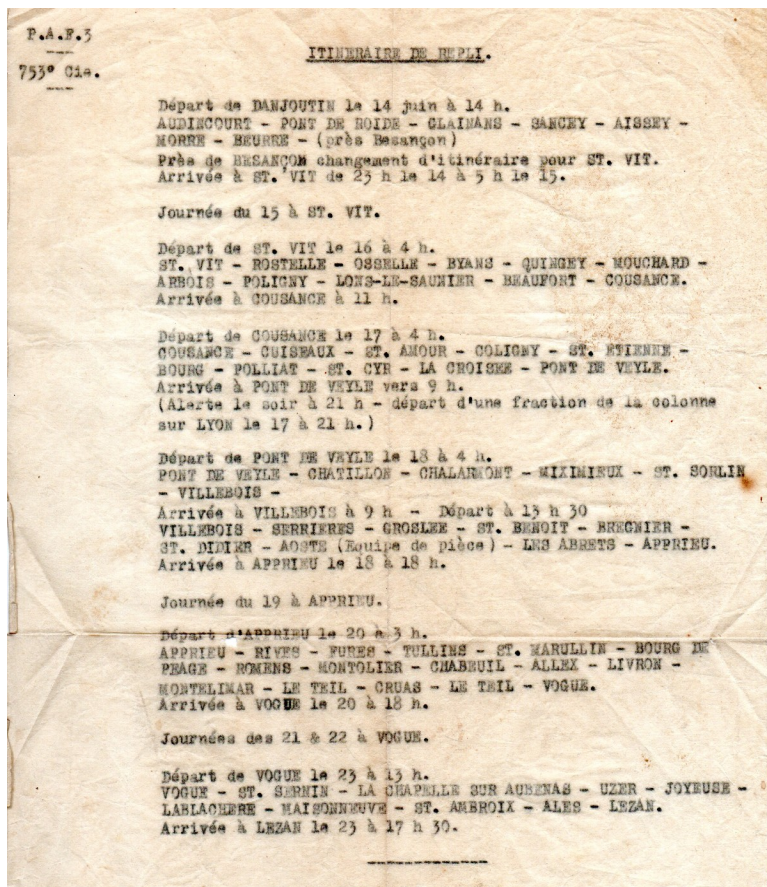 P.A.F.3
753° Cie.
ITINERAIRE DE REPLI.
Départ de DANJOUTIN le 14 juin à 14 h.
AUDINCOURT - PONT DE ROIDE - CLAINANS - SANCEY - AISSEY -
MORRE - BEURRE - (près Besançon)
Près de BESANÇON changement d'itinéraire pour ST. VIT.
Arrivée à ST. VIT de 23 h le 14 à 5 h le 15.
Journée du 15 à ST. VIT.
Départ de ST. VIT le 16 à 4 h.
ST. VIT - ROSTELLE - OSSELLE - BYANS - QUINGEY - MOUCHARD -
ARBOIS - POLIGNY - LONS-LE-SAUNIER - BEAUFORT - COUSANCE.
Arrivée à COUSANCE à 11 h.
Départ de COUSANCE le 17 à 4 h.
COUSANCE - CUISEAUX - ST. AMOUR - COLIGNY - ST. ETIENNE -
BOURG - POLLIAT - ST. CYR - LA CROISEE - PONT DE VEYLE.
Arrivée à PONT DE VEYLE vers 9 h.
(Alerte le soir à 21 h - départ d'une fraction de la colonne
sur LYON le 17 à 21 h.)
Départ de PONT DE VEYLE le 18 à 4 h.
PONT DE VEYLE - CHATILLON - CHALARMONT - MIXIMIEUX - ST. SORLIN
- VILLEBOIS -
Arrivée à VILLEBOIS à 9 h - Départ à 13 h 30
VILLEBOIS - SERRIERES - GROSLEE - ST. BENOIT - BREGNIER -
ST. DIDIER - AOSTE (Equipe de pièce) - LES ABRETS - APPRIEU.
Arrivée à APPRIEU le 18 à 18 h.
Journée du 19 à APPRIEU.
Départ d'APPRIEU le 20 à 3 h.
APPRIEU - RIVES - FURES - TULLINS - ST. MARULLIN - BOURG DE
PEAGE - ROMENS - MONTOLIER - CHABEUIL - ALLEX - LIVRON -
MONTELIMAR - LE TEIL - CRUAS - LE TEIL - VOGUE.
Arrivée à VOGUE le 20 à 18 h.
Journées des 21 & 22 à VOGUE.
Départ de VOGUE le 23 à 13 h.
VOGUE - ST. SERNIN - LA CHAPELLE SUR AUBENAS - UZER - JOYEUSE -
LABLACHERE - MAISONNEUVE - ST. AMBROIX - ALES - LEZAN.
Arrivée à LEZAN le 23 à 17 h 30.